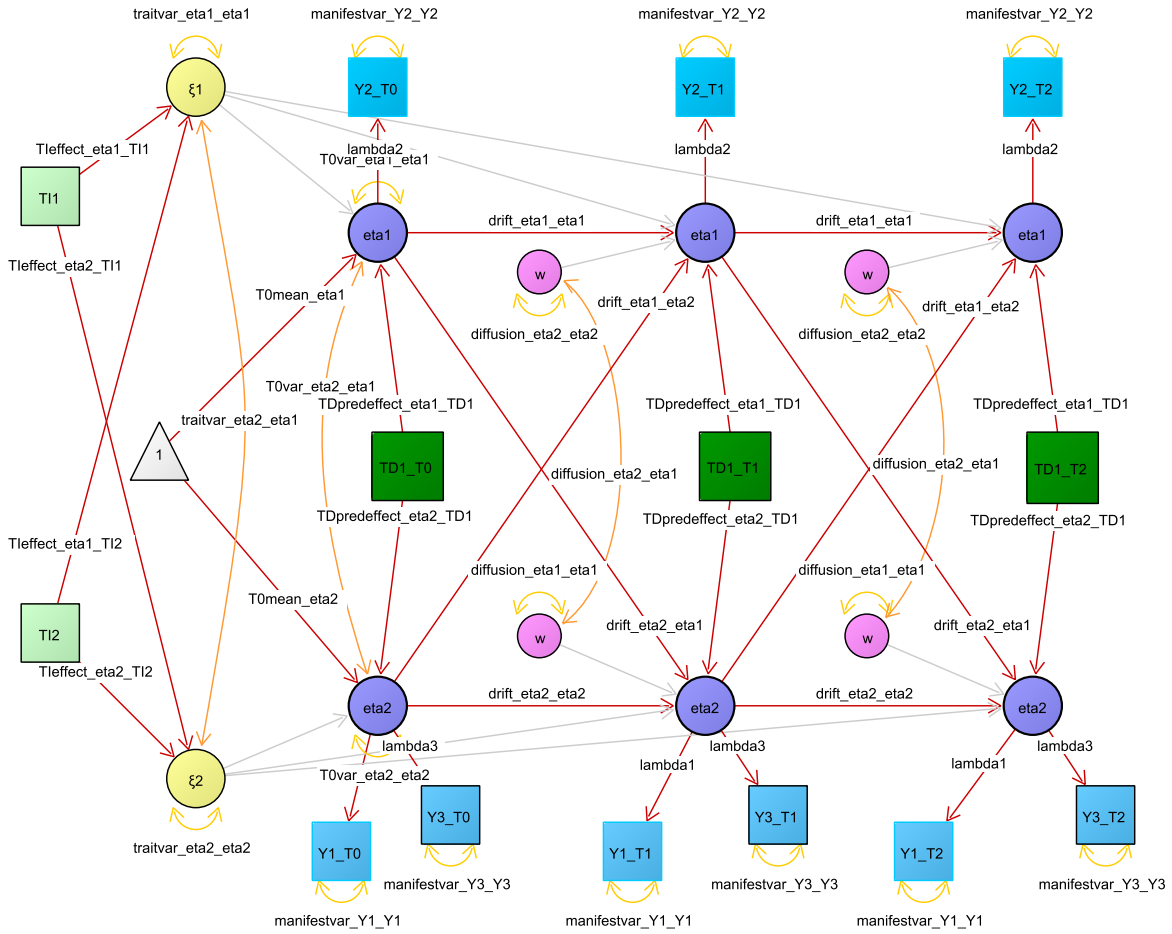 traitvar_eta1_eta1
manifestvar_Y2_Y2
manifestvar_Y2_Y2
manifestvar_Y2_Y2
ξ1
Y2_T0
Y2_T1
Y2_T2
TIeffect_eta1_TI1
lambda2
lambda2
lambda2
T0var_eta1_eta1
TI1
drift_eta1_eta1
drift_eta1_eta1
eta1
eta1
eta1
TIeffect_eta2_TI1
w
w
T0mean_eta1
drift_eta1_eta2
drift_eta1_eta2
diffusion_eta2_eta2
diffusion_eta2_eta2
T0var_eta2_eta1
TDpredeffect_eta1_TD1
TDpredeffect_eta1_TD1
TDpredeffect_eta1_TD1
traitvar_eta2_eta1
1
TD1_T0
TD1_T1
TD1_T2
diffusion_eta2_eta1
diffusion_eta2_eta1
TDpredeffect_eta2_TD1
TDpredeffect_eta2_TD1
TDpredeffect_eta2_TD1
TIeffect_eta1_TI2
diffusion_eta1_eta1
diffusion_eta1_eta1
T0mean_eta2
drift_eta2_eta1
drift_eta2_eta1
TI2
w
w
TIeffect_eta2_TI2
drift_eta2_eta2
drift_eta2_eta2
eta2
eta2
eta2
lambda3
lambda3
lambda3
lambda1
lambda1
T0var_eta2_eta2
ξ2
Y3_T0
Y3_T1
Y3_T2
traitvar_eta2_eta2
Y1_T0
Y1_T1
Y1_T2
manifestvar_Y3_Y3
manifestvar_Y3_Y3
manifestvar_Y3_Y3
manifestvar_Y1_Y1
manifestvar_Y1_Y1
manifestvar_Y1_Y1